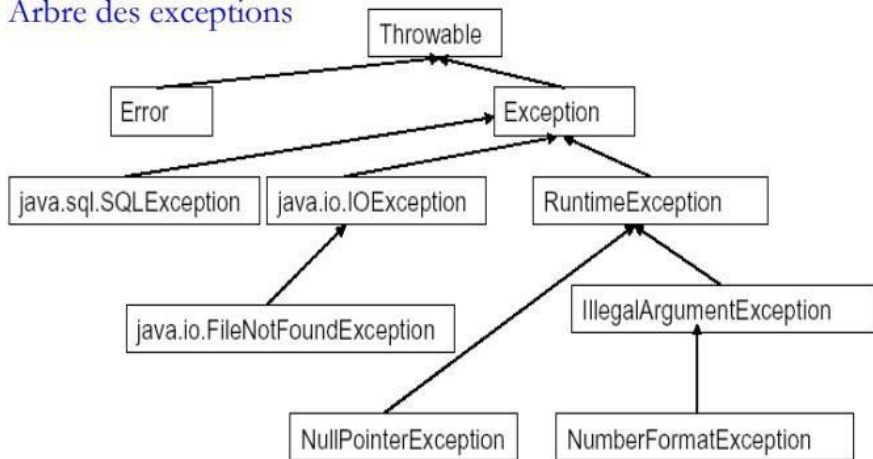 Arbre des exceptions
Throwable
Error
Exception
java.sql.SQLException
java.io.IOException
RuntimeException
java.io.FileNotFoundException
IllegalArgumentException
NullPointerException
NumberFormatException